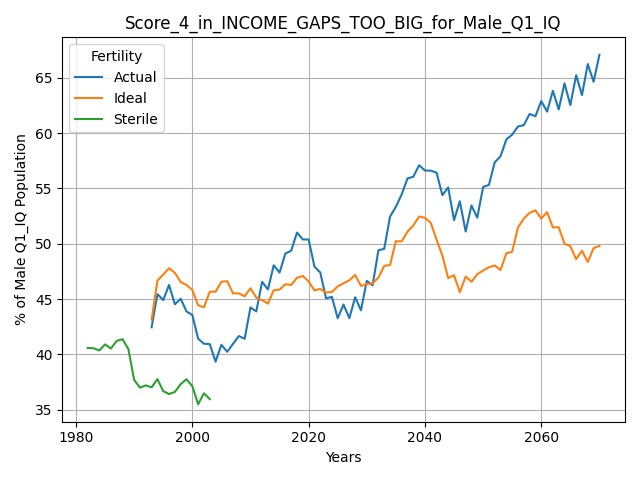 Score_4_in_INCOME_GAPS_TOO_BIG_for_Male_Q1_IQ
Fertility
Actual
Ideal
Sterile
% of Male Q1_IQ Population
65
60
55
50
45
40
35
1980
2000
2020
2040
2060
Years